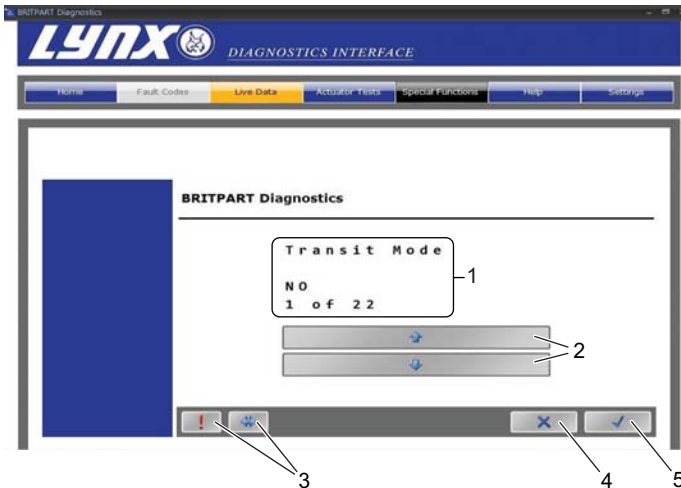 BRITPART Diagnostics
LYNX
DIAGNOSTICS INTERFACE
Home Fault Codes Live Data Actuator Tests Special Functions Help Settings
BRITPART Diagnostics
Transit Mode
NO
1 of 22
1
2
3
4
5